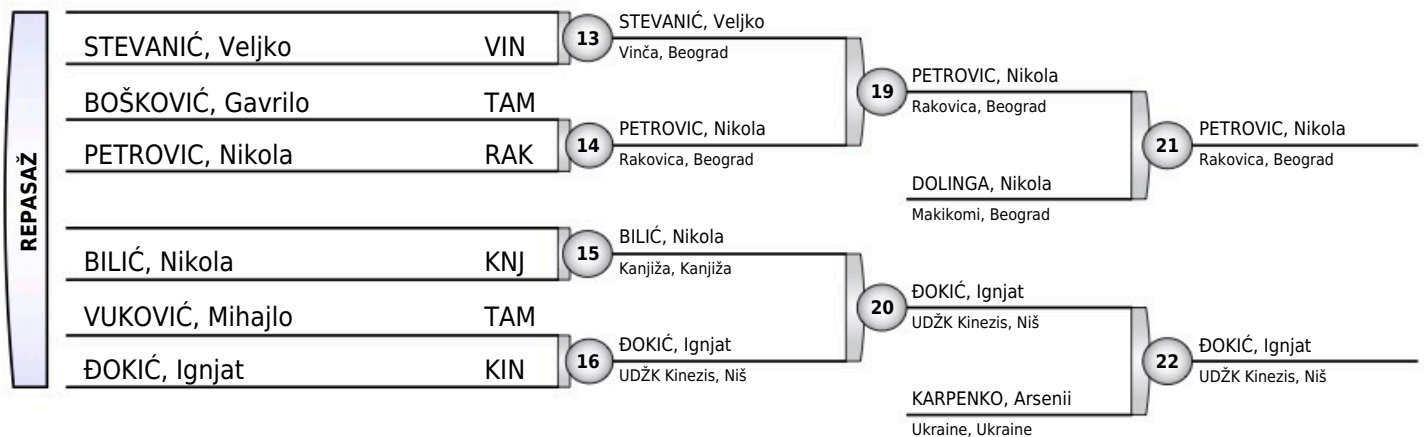 REPASAŽ
STEVANIĆ, Veljko VIN
BOŠKOVIĆ, Gavrilo TAM
PETROVIC, Nikola RAK
BILIĆ, Nikola KNJ
VUKOVIĆ, Mihajlo TAM
ĐOKIĆ, Ignjat KIN
13
STEVANIĆ, Veljko
Vinča, Beograd
14
PETROVIC, Nikola
Rakovica, Beograd
15
BILIĆ, Nikola
Kanjiža, Kanjiža
16
ĐOKIĆ, Ignjat
UDŽK Kinezis, Niš
19
PETROVIC, Nikola
Rakovica, Beograd
DOLINGA, Nikola
Makikomi, Beograd
20
ĐOKIĆ, Ignjat
UDŽK Kinezis, Niš
KARPENKO, Arsenii
Ukraine, Ukraine
21
PETROVIC, Nikola
Rakovica, Beograd
22
ĐOKIĆ, Ignjat
UDŽK Kinezis, Niš